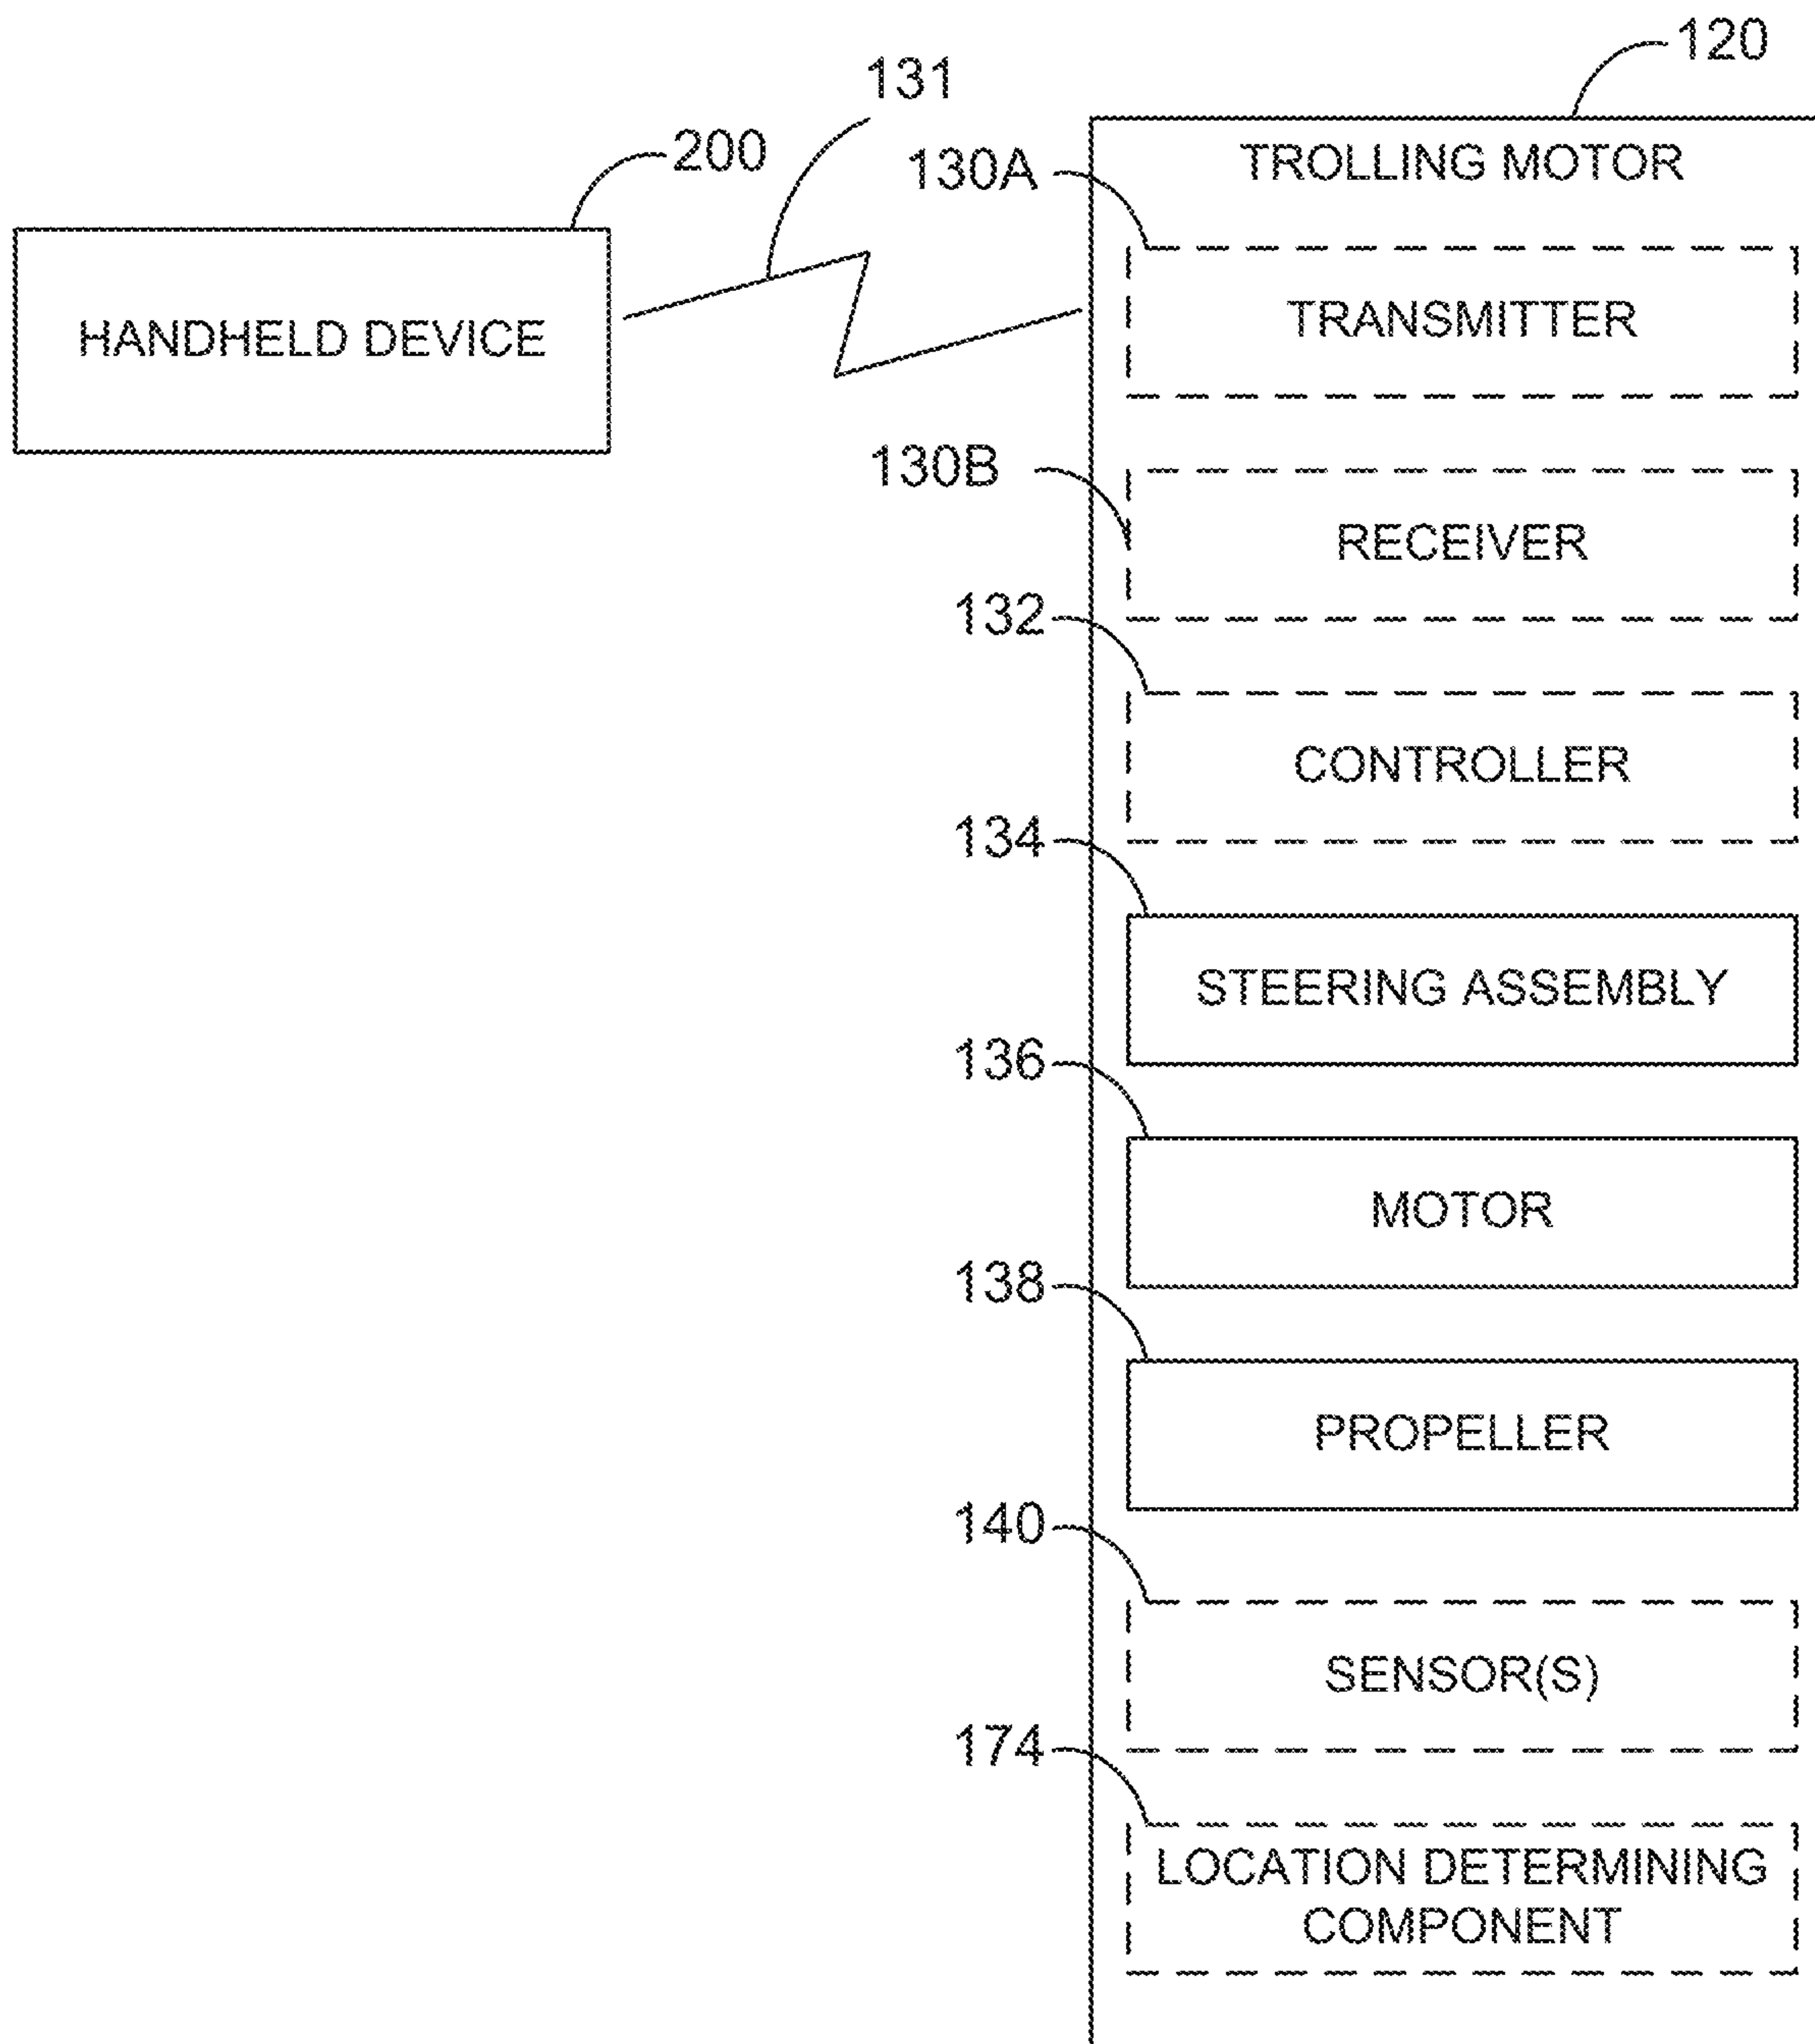 120
131
200
130A
TROLLING MOTOR
HANDHELD DEVICE
TRANSMITTER
130B
RECEIVER
132
CONTROLLER
134
STEERING ASSEMBLY
136
MOTOR
138
PROPELLER
140
SENSOR(S)
174
LOCATION DETERMINING
COMPONENT